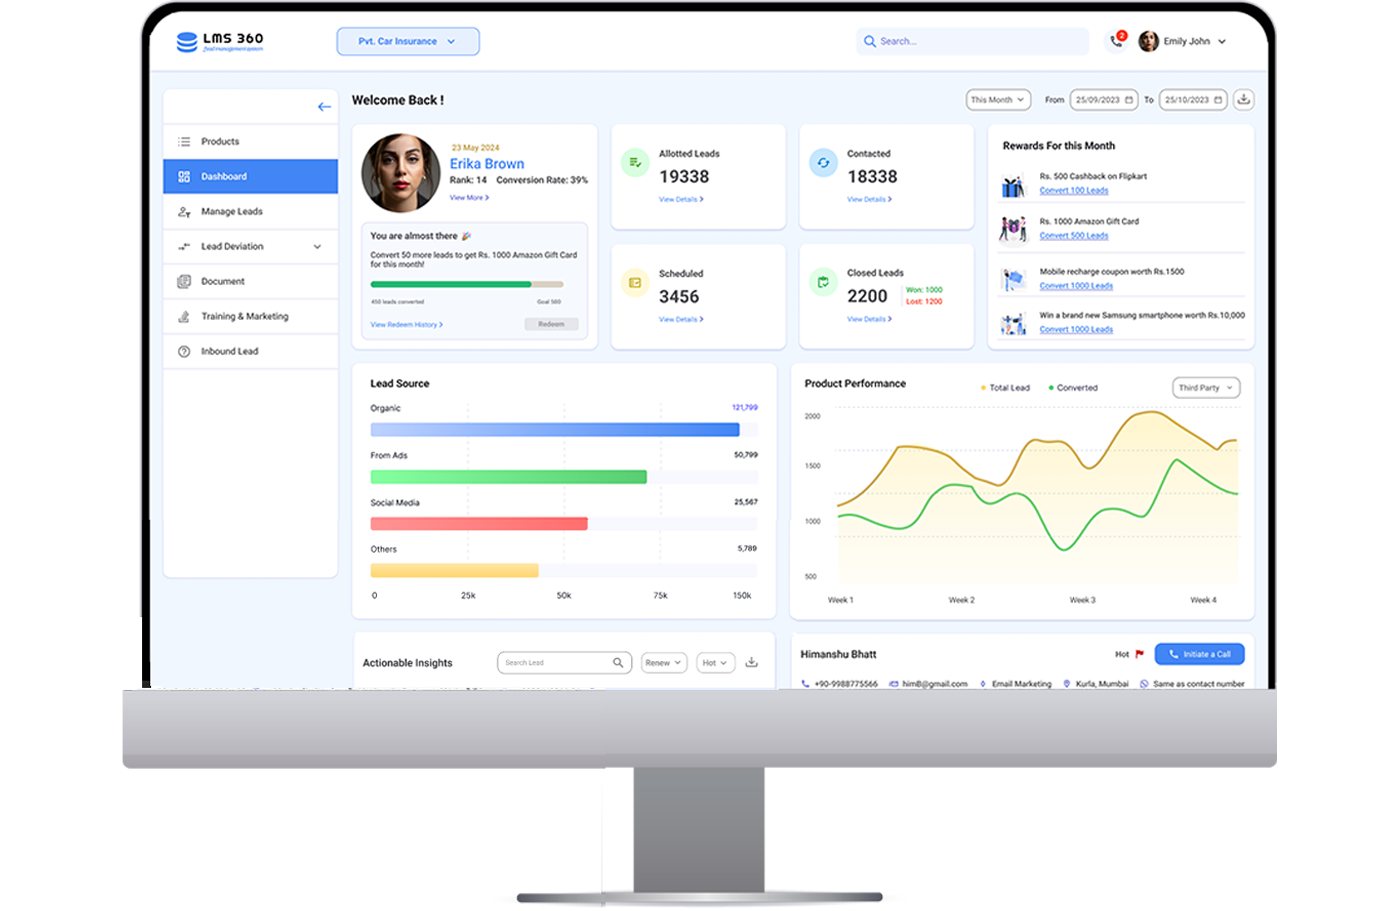 LMS 360
Lead management system
Pvt. Car Insurance
Search...
2
Emily John
Welcome Back !
This Month
From
25/09/2023
To
25/10/2023
Products
Dashboard
Manage Leads
Lead Deviation
Document
Training & Marketing
Inbound Lead
23 May 2024
Erika Brown
Rank: 14 Conversion Rate: 39%
View More
You are almost there
Convert 50 more leads to get Rs. 1000 Amazon Gift Card
for this month!
450 leads converted
Goal 500
View Redeem History
Redeem
Allotted Leads
19338
View Details
Contacted
18338
View Details
Scheduled
3456
View Details
Closed Leads
2200
Won: 1000
Lost: 1200
View Details
Rewards For this Month
Rs. 500 Cashback on Flipkart
Convert 100 Leads
Rs. 1000 Amazon Gift Card
Convert 500 Leads
Mobile recharge coupon worth Rs.1500
Convert 1000 Leads
Win a brand new Samsung smartphone worth Rs.10,000
Convert 1000 Leads
Lead Source
Organic
121,799
From Ads
50,799
Social Media
25,567
Others
5,789
0 25k 50k 75k 150k
Product Performance
Total Lead
Converted
Third Party
2000
1500
1000
500
Week 1 Week 2 Week 3 Week 4
Actionable Insights
Search Lead
Renew
Hot
Himanshu Bhatt
Hot
Initiate a Call
+90-9988775566
himB@gmail.com
Email Marketing
Kurla, Mumbai
Same as contact number